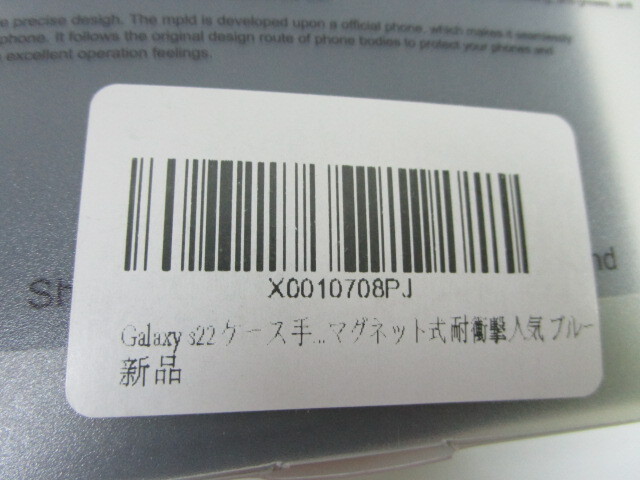 e precise desigh. The mpld is developed upon a official phone, which makes it seamlessly
phone. It follows the original design route of phone bodies to protect your phones and
excellent operation feelings.
X0010708PJ
Galaxy s22 ケース手...マグネット式耐衝撃人気 ブルー
新品